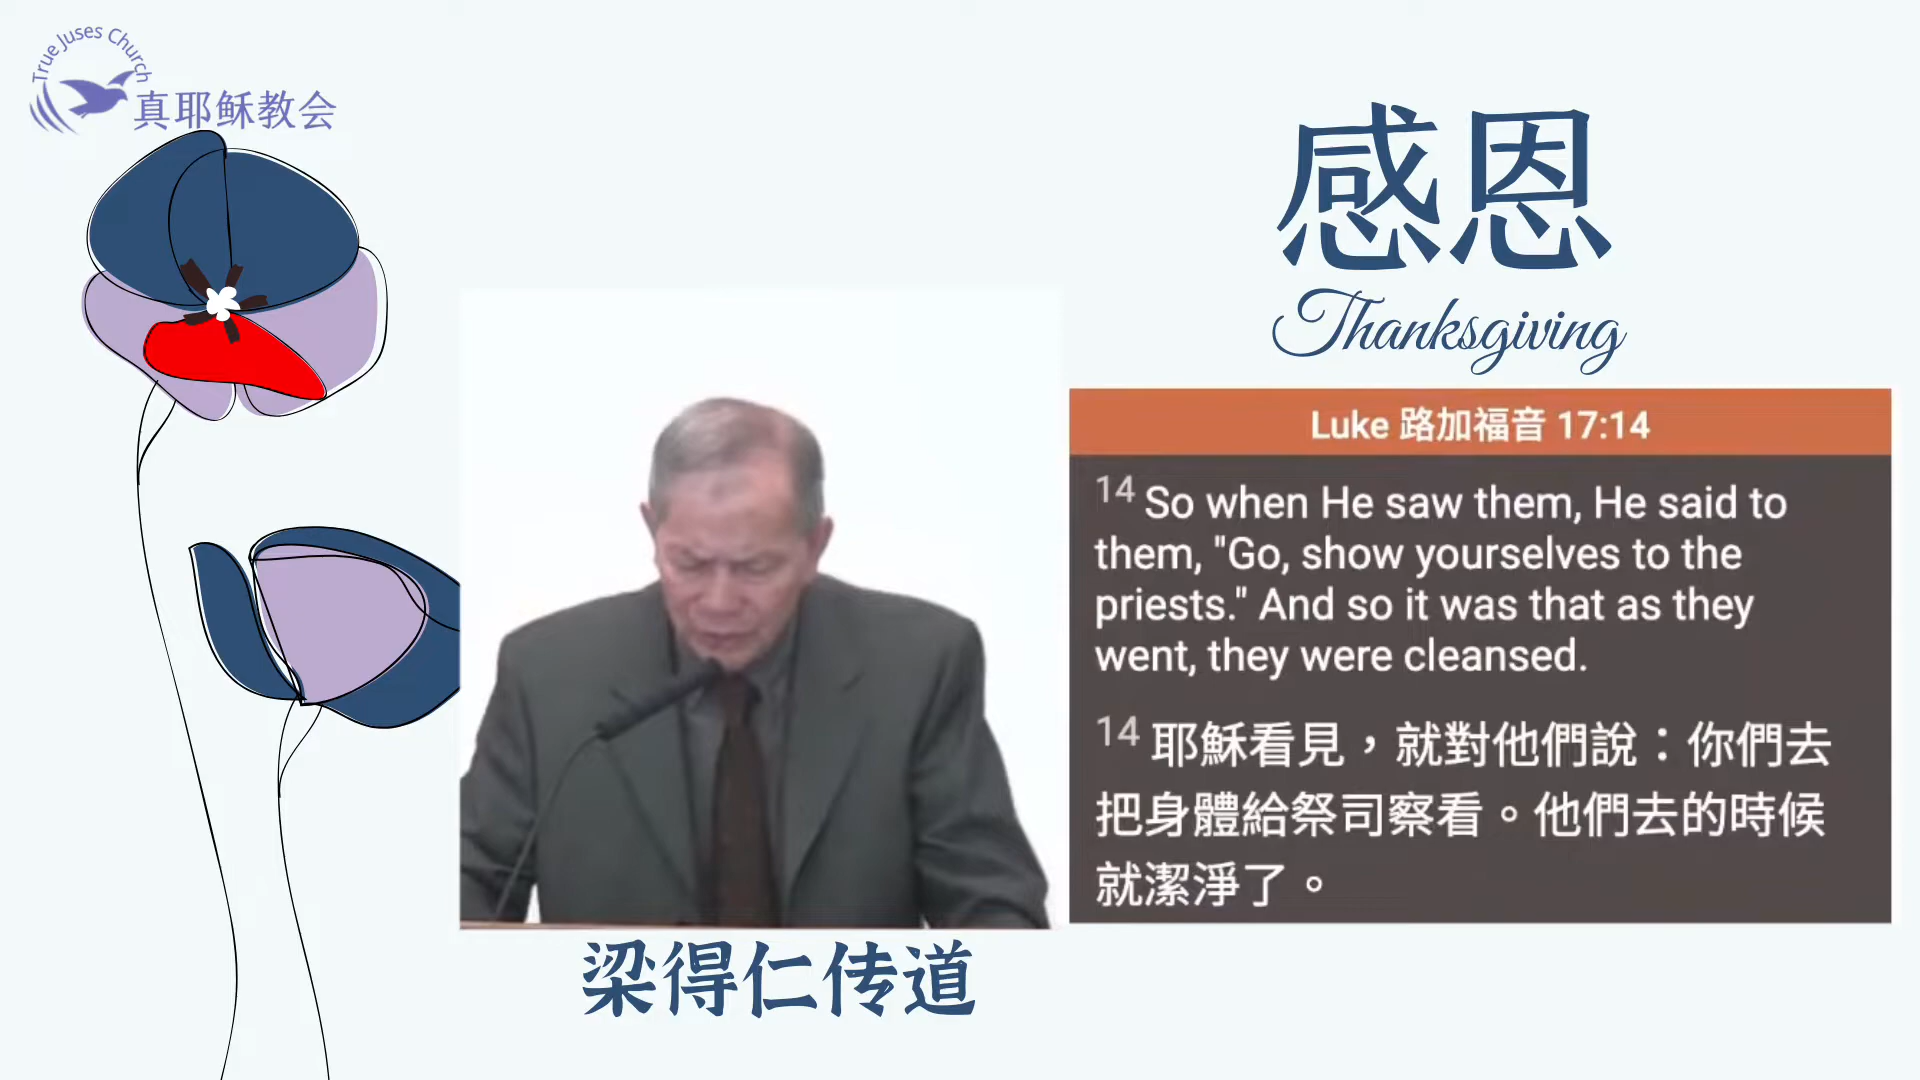 True Juses Church
真耶稣教会
感恩
Thanksgiving
Luke 路加福音 17:14
14 So when He saw them, He said to
them, "Go, show yourselves to the
priests." And so it was that as they
went, they were cleansed.
14 耶穌看見，就對他們說：你們去
把身體給祭司察看。他們去的時候
就潔淨了。
梁得仁传道